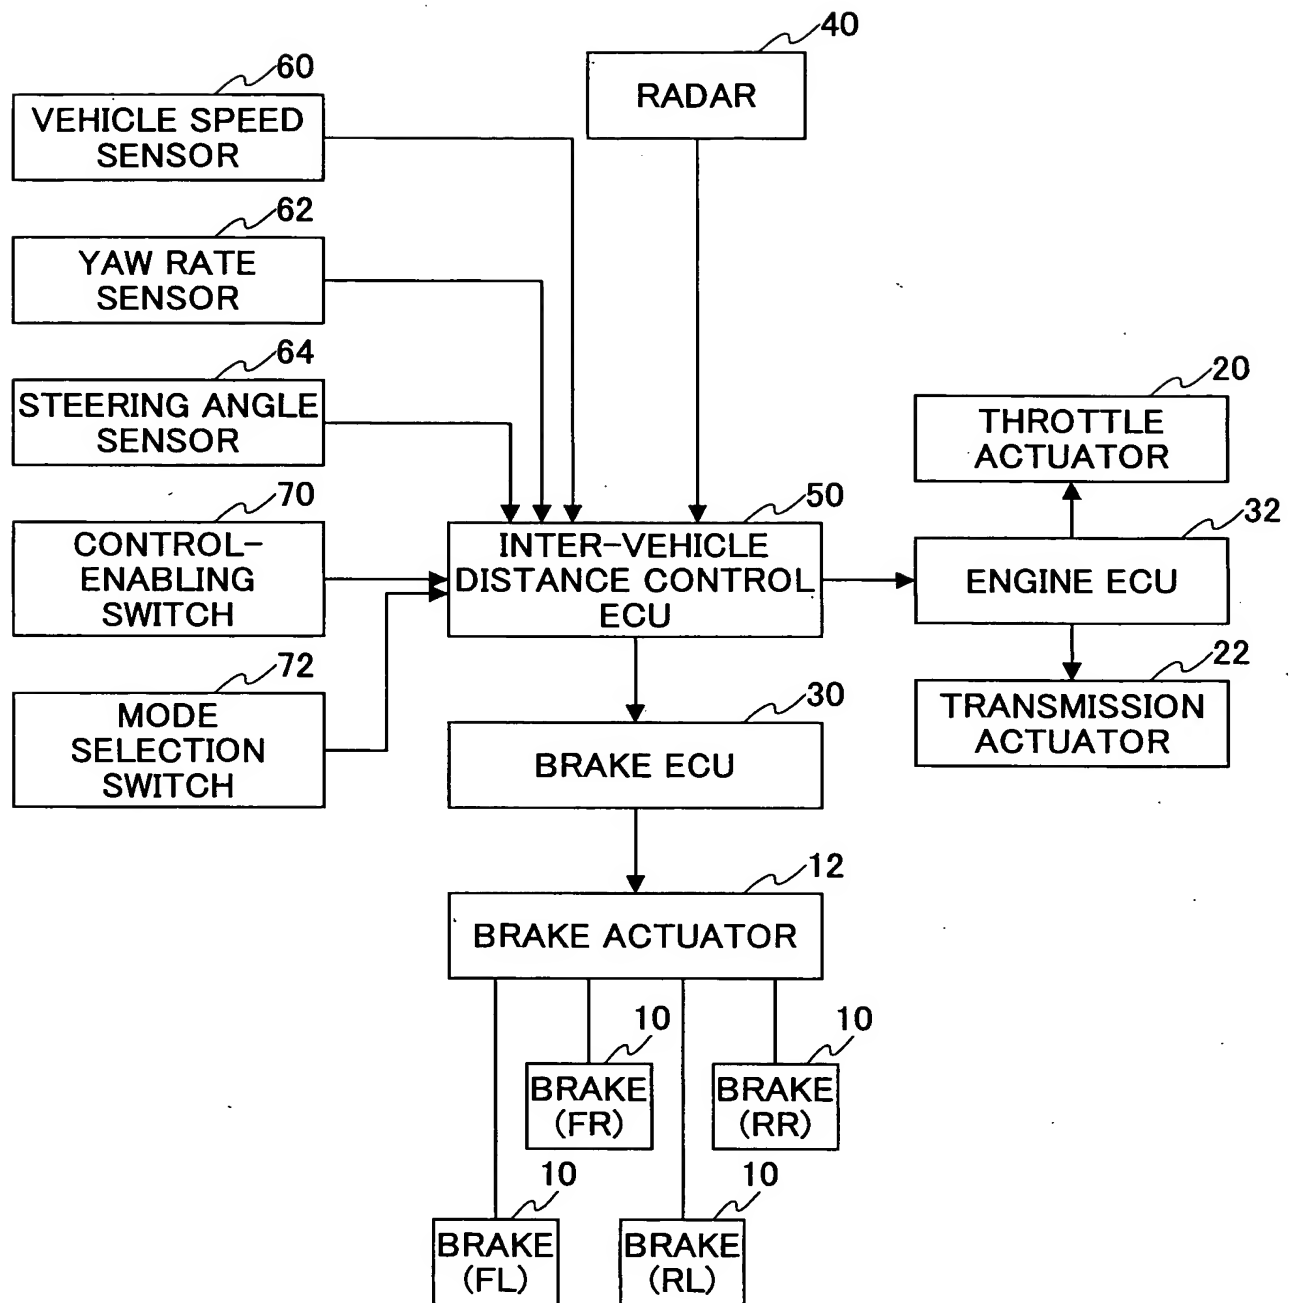 40
RADAR
60
VEHICLE SPEED
SENSOR
62
YAW RATE
SENSOR
64
STEERING ANGLE
SENSOR
70
CONTROL-
ENABLING
SWITCH
72
MODE
SELECTION
SWITCH
50
INTER-VEHICLE
DISTANCE CONTROL
ECU
20
THROTTLE
ACTUATOR
32
ENGINE ECU
22
TRANSMISSION
ACTUATOR
30
BRAKE ECU
12
BRAKE ACTUATOR
10
BRAKE
(FR)
10
BRAKE
(RR)
10
BRAKE
(FL)
10
BRAKE
(RL)